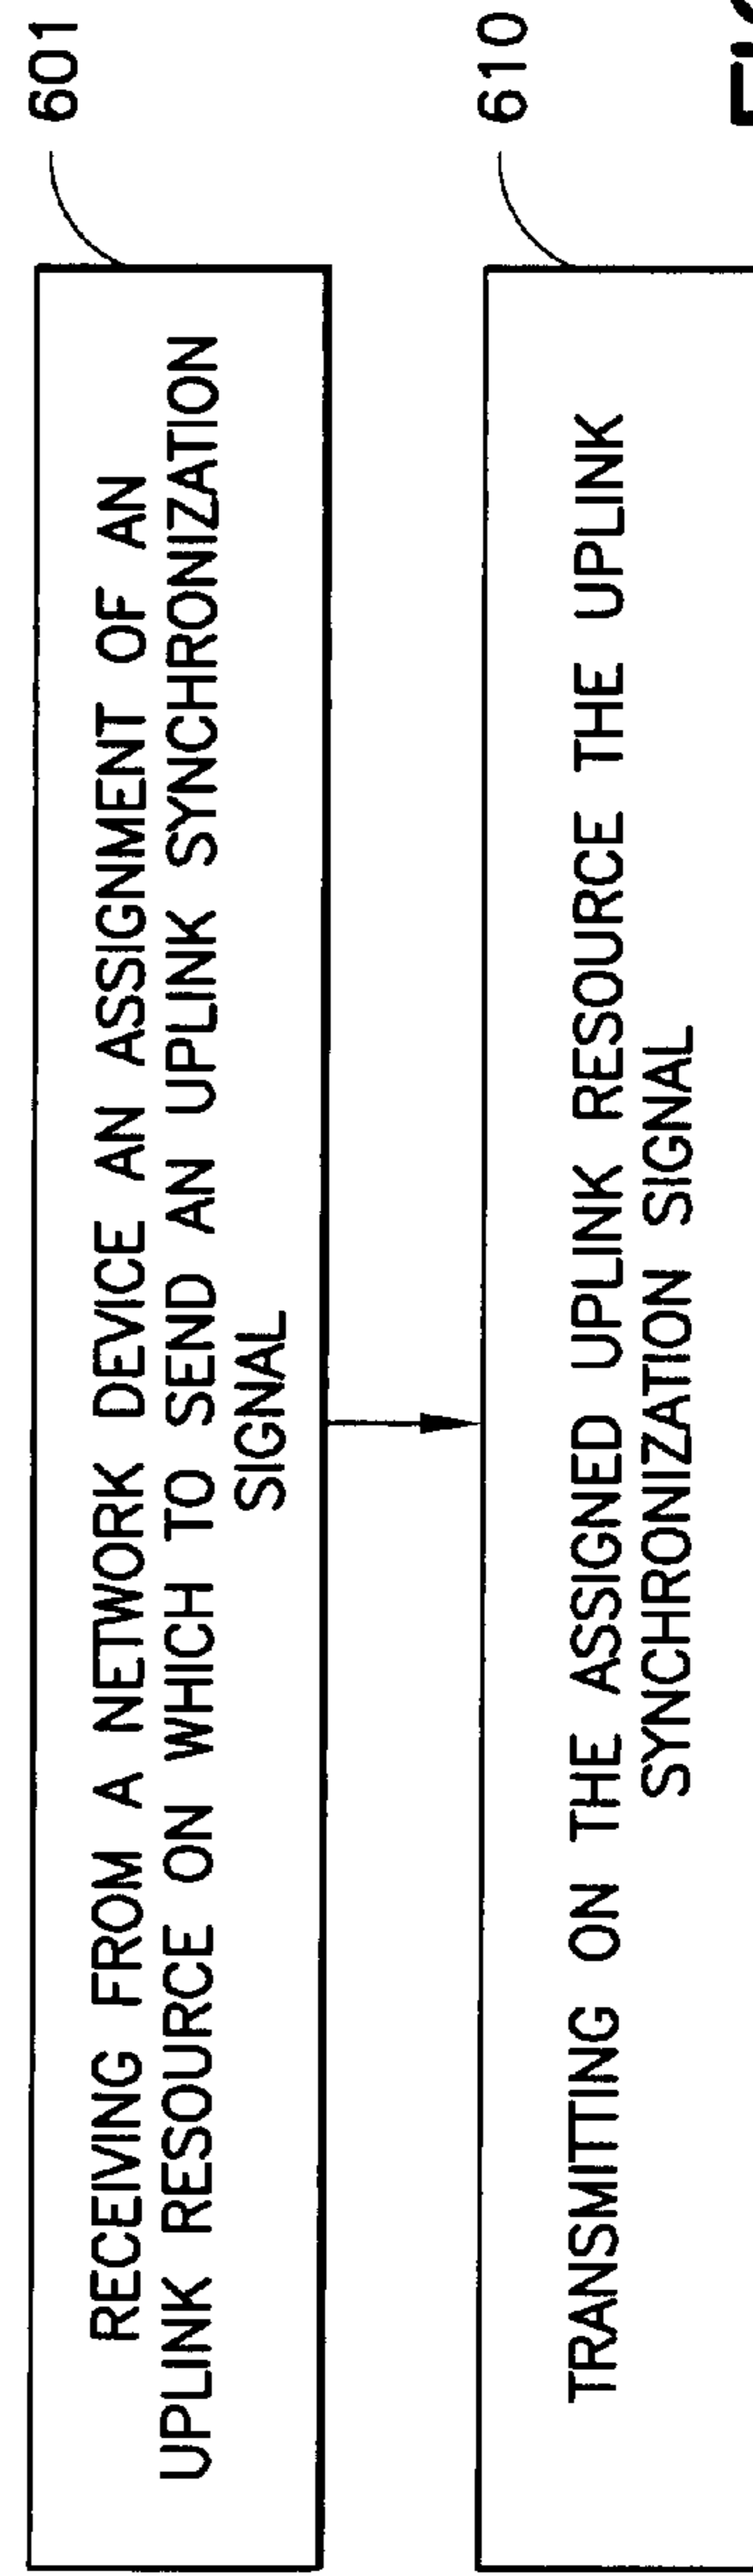 RECEIVING FROM A NETWORK DEVICE AN ASSIGNMENT OF AN
UPLINK RESOURCE ON WHICH TO SEND AN UPLINK SYNCHRONIZATION
SIGNAL
601
TRANSMITTING ON THE ASSIGNED UPLINK RESOURCE THE UPLINK
SYNCHRONIZATION SIGNAL
610